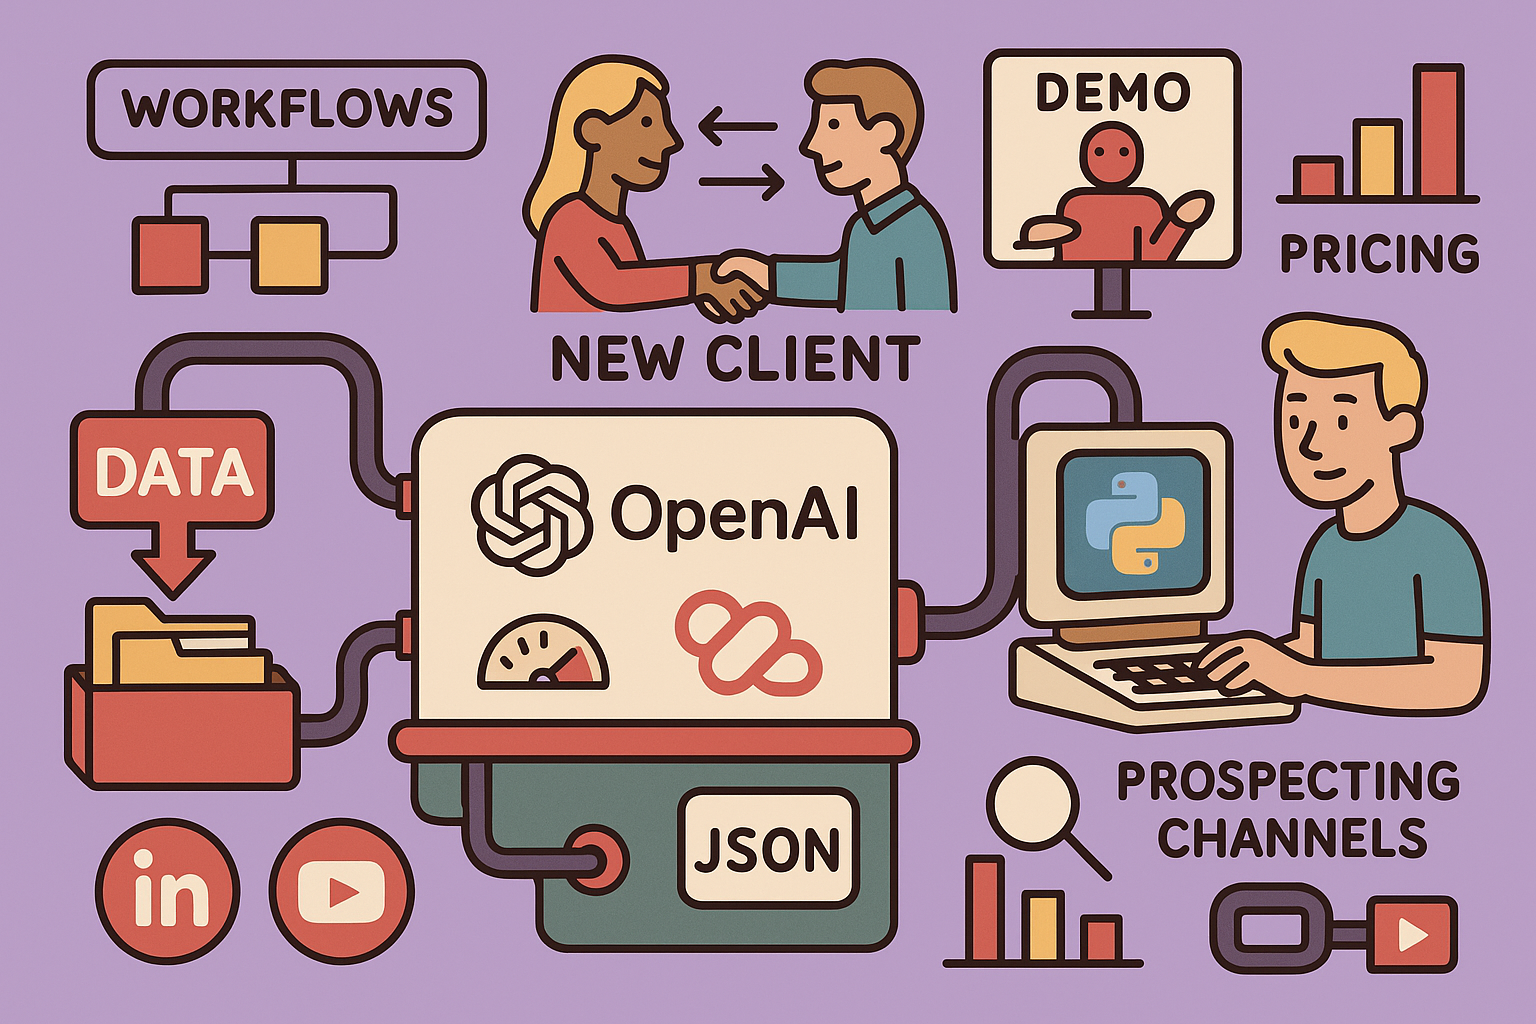 WORKFLOWS
DEMO
PRICING
NEW CLIENT
DATA
OpenAI
JSON
PROSPECTING
CHANNELS
in